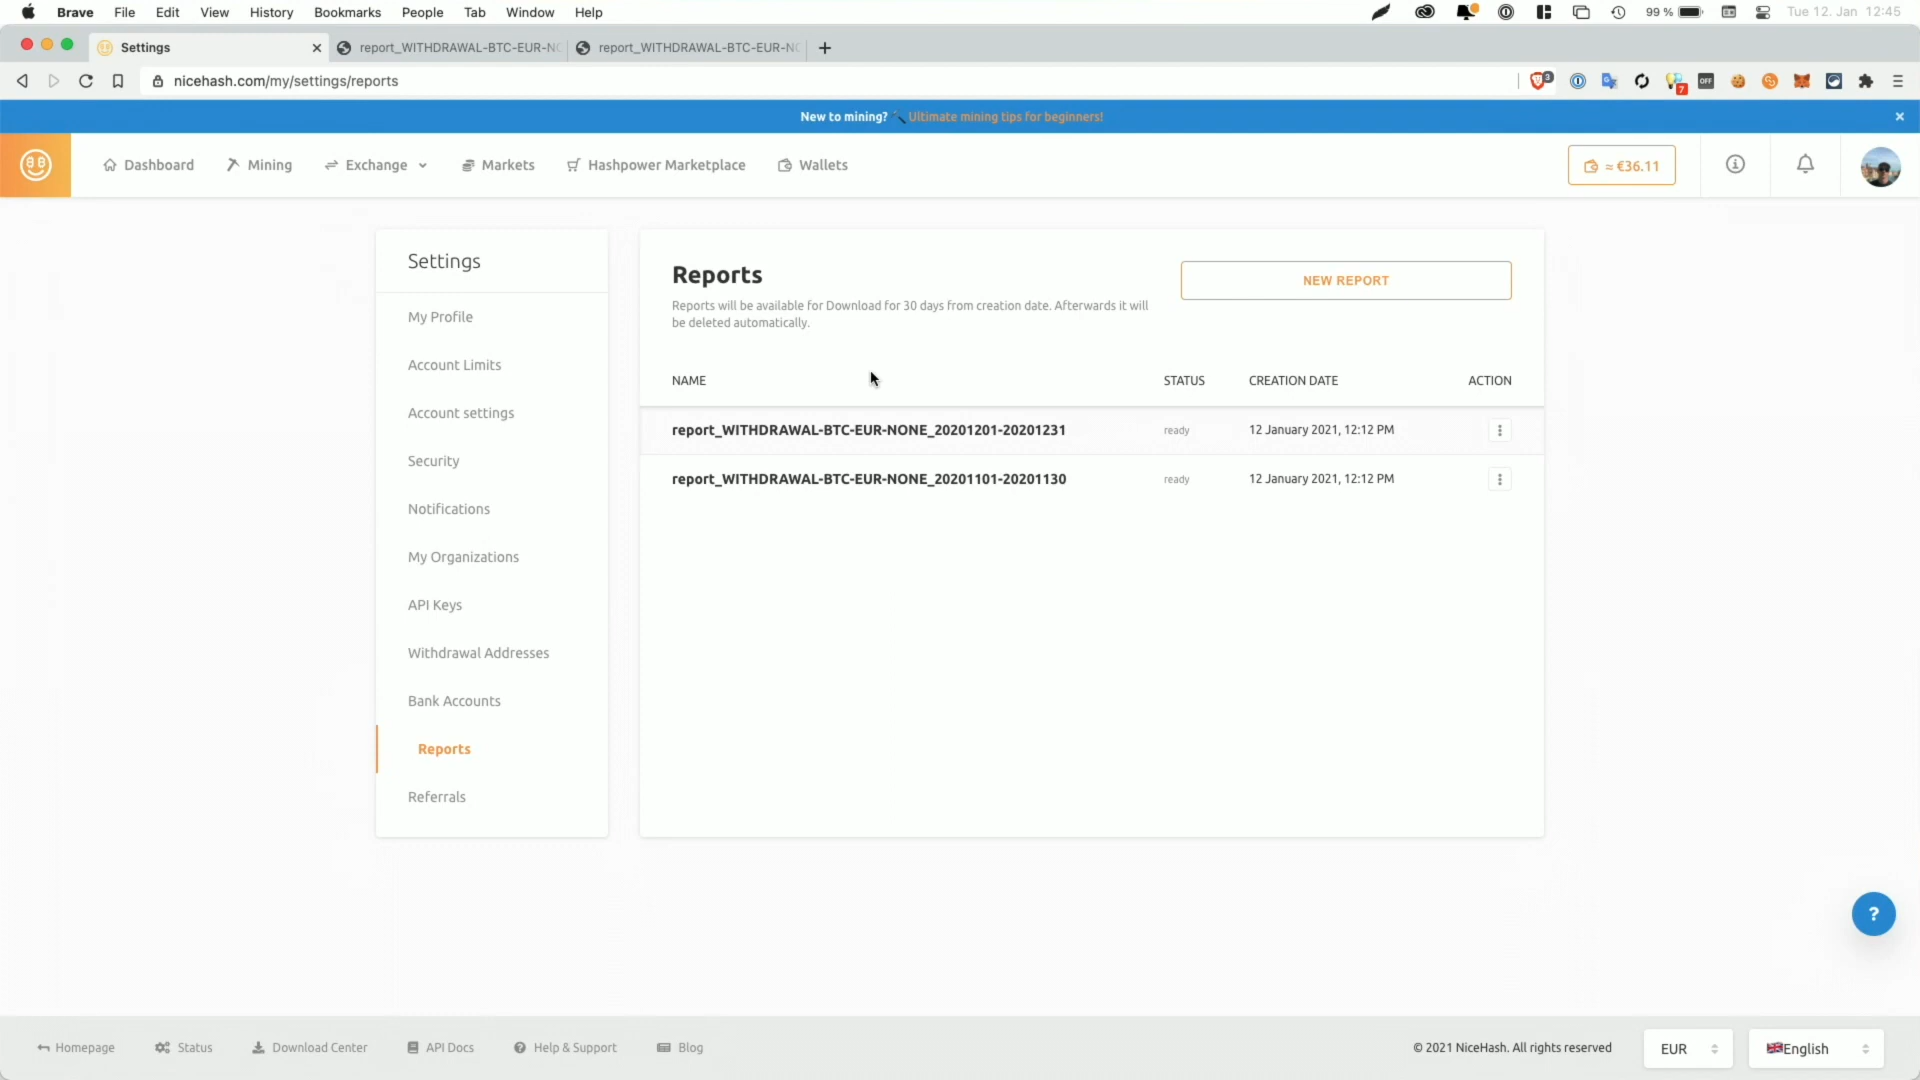 Brave File Edit View History Bookmarks People Tab Window Help 99 % Tue 12. Jan 12:45
Settings report_WITHDRAWAL-BTC-EUR-NO report_WITHDRAWAL-BTC-EUR-NO
nicehash.com/my/settings/reports 3 7 OFF
New to mining? Ultimate mining tips for beginners!
Dashboard Mining Exchange Markets Hashpower Marketplace Wallets ≈ €36.11
Settings
My Profile
Account Limits
Account settings
Security
Notifications
My Organizations
API Keys
Withdrawal Addresses
Bank Accounts
Reports
Referrals
Reports
NEW REPORT
Reports will be available for Download for 30 days from creation date. Afterwards it will
be deleted automatically.
NAME STATUS CREATION DATE ACTION
report_WITHDRAWAL-BTC-EUR-NONE_20201201-20201231 ready 12 January 2021, 12:12 PM
report_WITHDRAWAL-BTC-EUR-NONE_20201101-20201130 ready 12 January 2021, 12:12 PM
?
Homepage Status Download Center API Docs Help & Support Blog © 2021 NiceHash. All rights reserved EUR English